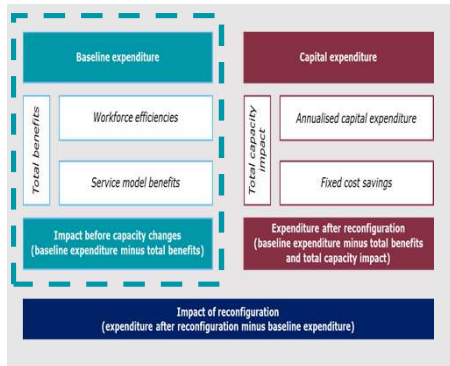 Baseline expenditure
Total benefits
Workforce efficiencies
Service model benefits
Impact before capacity changes
(baseline expenditure minus total benefits)
Capital expenditure
Total capacity
impact
Annualised capital expenditure
Fixed cost savings
Expenditure after reconfiguration
(baseline expenditure minus total benefits
and total capacity impact)
Impact of reconfiguration
(expenditure after reconfiguration minus baseline expenditure)